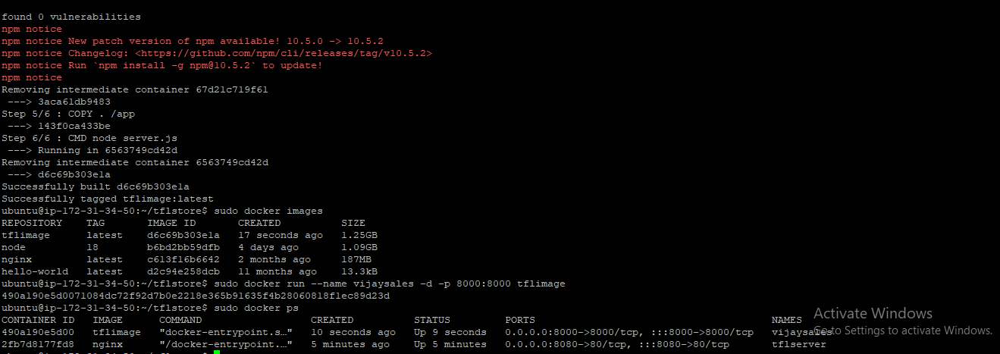 found 0 vulnerabilities
npm notice
npm notice New patch version of npm available! 10.5.0 -> 10.5.2
npm notice Changelog: <https://github.com/npm/cli/releases/tag/v10.5.2>
npm notice Run `npm install -g npm@10.5.2` to update!
npm notice
Removing intermediate container 67d21c719f61
 ---> 3aca61db9483
Step 5/6 : COPY . /app
 ---> 143f0ca433be
Step 6/6 : CMD node server.js
 ---> Running in 6563749cd42d
Removing intermediate container 6563749cd42d
 ---> d6c69b303e1a
Successfully built d6c69b303e1a
Successfully tagged tflimage:latest
ubuntu@ip-172-31-34-50:~/tflstore$ sudo docker images
REPOSITORY    TAG       IMAGE ID       CREATED          SIZE
tflimage      latest    d6c69b303e1a   17 seconds ago   1.25GB
node          18        b6bd2bb59dfb   4 days ago       1.09GB
nginx         latest    c613f16b6642   2 months ago     187MB
hello-world   latest    d2c94e258dcb   11 months ago    13.3kB
ubuntu@ip-172-31-34-50:~/tflstore$ sudo docker run --name vijaysales -d -p 8000:8000 tflimage
490a190e5d0071084dc72f92d7b0e2218e365b91635f4b28060818f1ec89d23d
ubuntu@ip-172-31-34-50:~/tflstore$ sudo docker ps
CONTAINER ID   IMAGE      COMMAND                  CREATED          STATUS         PORTS                                       NAMES
490a190e5d00   tflimage   "docker-entrypoint.s…"   10 seconds ago   Up 9 seconds   0.0.0.0:8000->8000/tcp, :::8000->8000/tcp   vijaysales
2fb7d8177fd8   nginx      "/docker-entrypoint.…"   5 minutes ago    Up 5 minutes   0.0.0.0:8080->80/tcp, :::8080->80/tcp       tflserver
Activate Windows
Go to Settings to activate Windows.